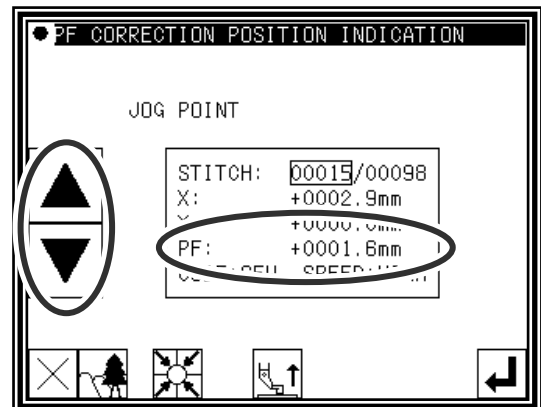 PF CORRECTION POSITION INDICATION
JOG POINT
STITCH: 00015/00098
X: +0002.9mm
PF: +0001.6mm